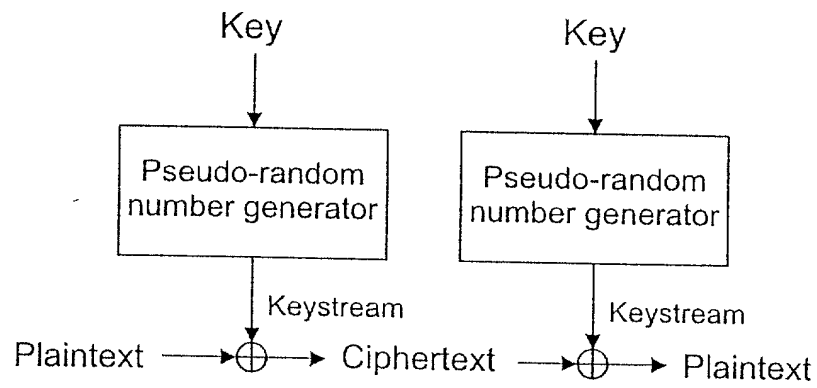 Key
Key
Pseudo-random
number generator
Pseudo-random
number generator
Keystream
Keystream
Plaintext
Ciphertext
Plaintext